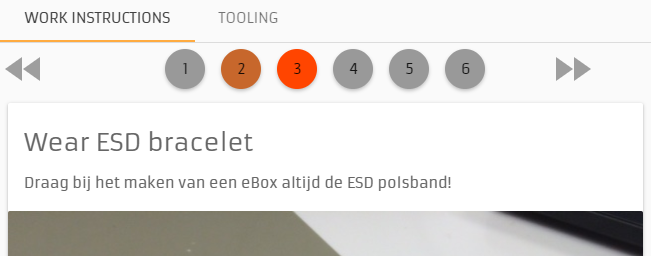 WORK INSTRUCTIONS TOOLING
1 2 3 4 5 6
Wear ESD bracelet
Draag bij het maken van een eBox altijd de ESD polsband!